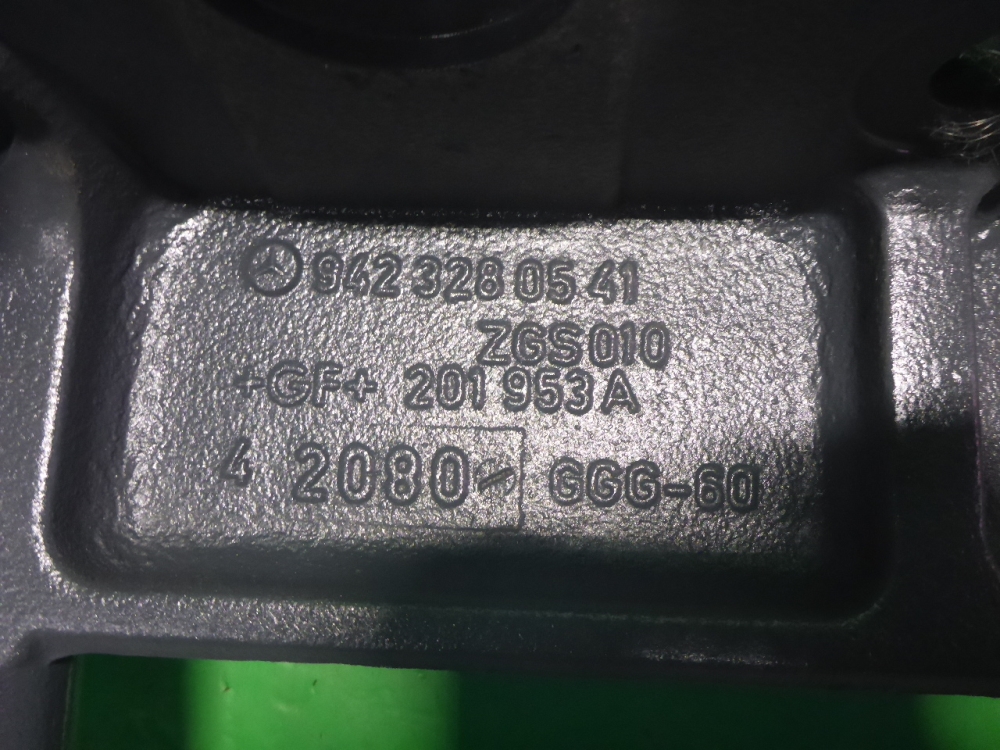 942 328 05 41
ZGS010
+GF+ 201 953 A
4 2080 GGG-60